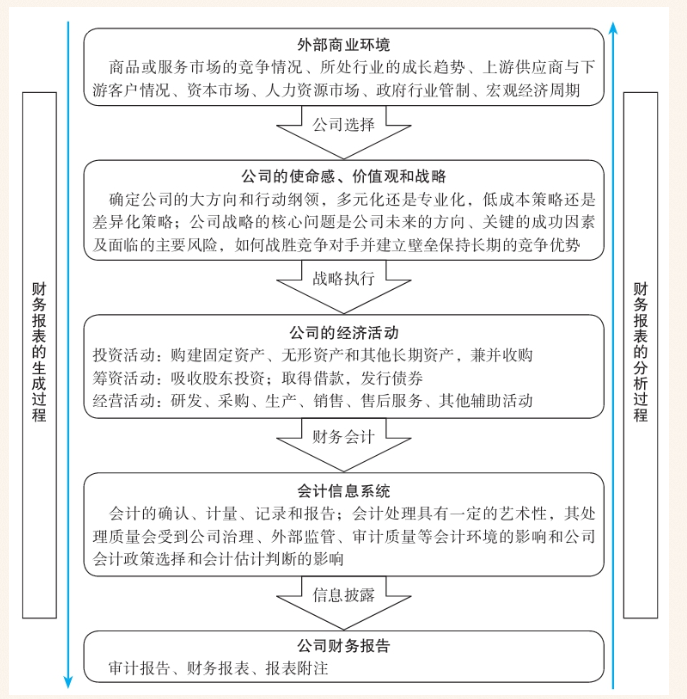 外部商业环境
商品或服务市场的竞争情况、所处行业的成长趋势、上游供应商与下
游客户情况、资本市场、人力资源市场、政府行业管制、宏观经济周期
公司选择
公司的使命感、价值观和战略
确定公司的大方向和行动纲领，多元化还是专业化，低成本策略还是
差异化策略；公司战略的核心问题是公司未来的方向、关键的成功因素
及面临的主要风险，如何战胜竞争对手并建立壁垒保持长期的竞争优势
战略执行
财务报表的生成过程
公司的经济活动
投资活动：购建固定资产、无形资产和其他长期资产，兼并收购
筹资活动：吸收股东投资；取得借款，发行债券
经营活动：研发、采购、生产、销售、售后服务、其他辅助活动
财务报表的分析过程
财务会计
会计信息系统
会计的确认、计量、记录和报告；会计处理具有一定的艺术性，其处
理质量会受到公司治理、外部监管、审计质量等会计环境的影响和公司
会计政策选择和会计估计判断的影响
信息披露
公司财务报告
审计报告、财务报表、报表附注